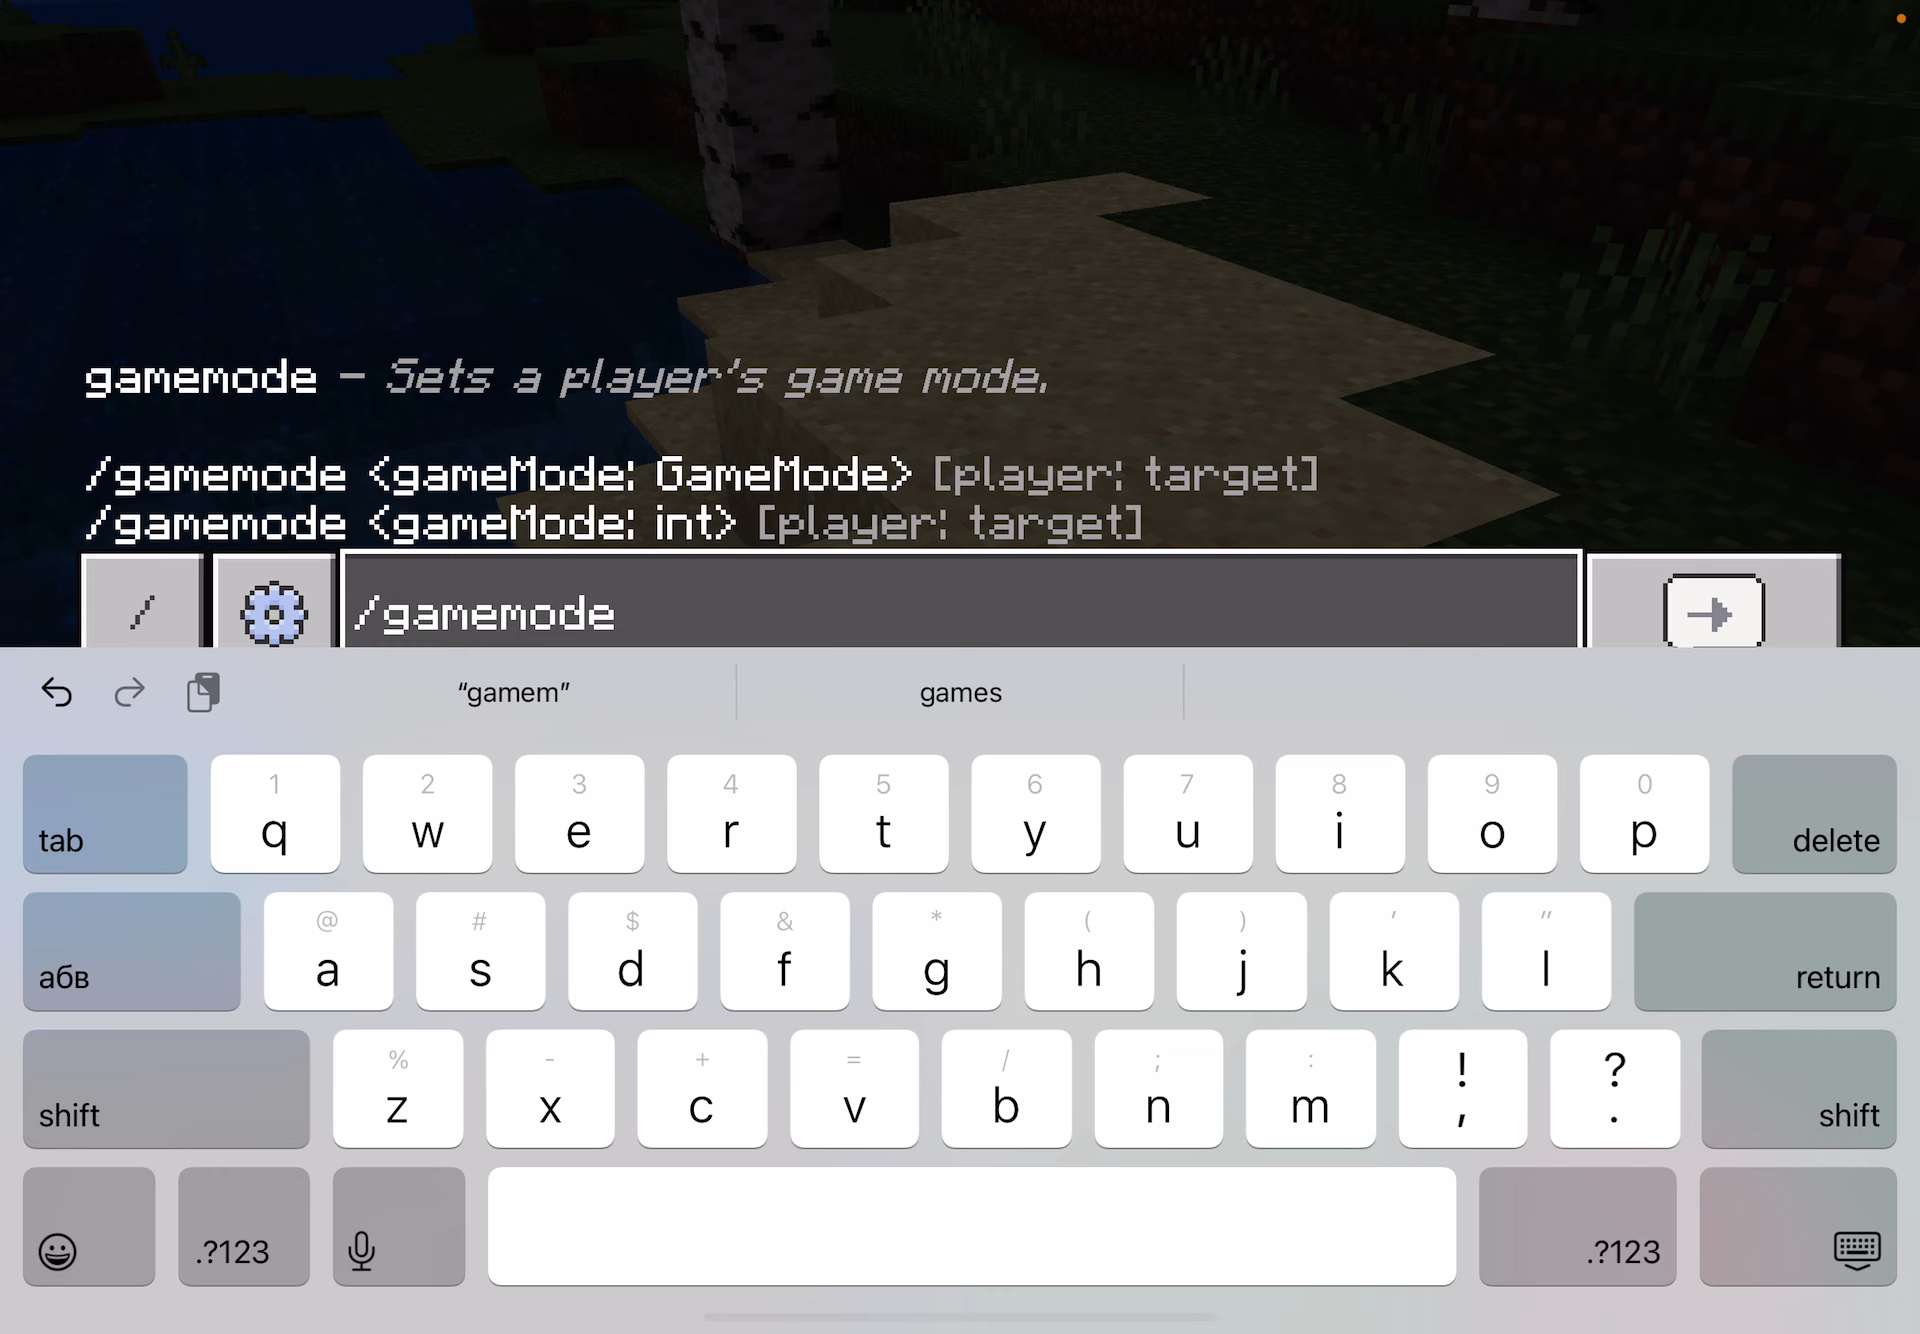 gamemode - Sets a player's game mode.
/gamemode <gameMode: GameMode> [player: target]
/gamemode <gameMode: int> [player: target]
/ /gamemode
“gamem” games
1 2 3 4 5 6 7 8 9 0
tab q w e r t y u i o p delete
@ # $ & * ( ) ' "
абв a s d f g h j k l return
% - + = / ; : ! ?
shift z x c v b n m , . shift
.?123 .?123